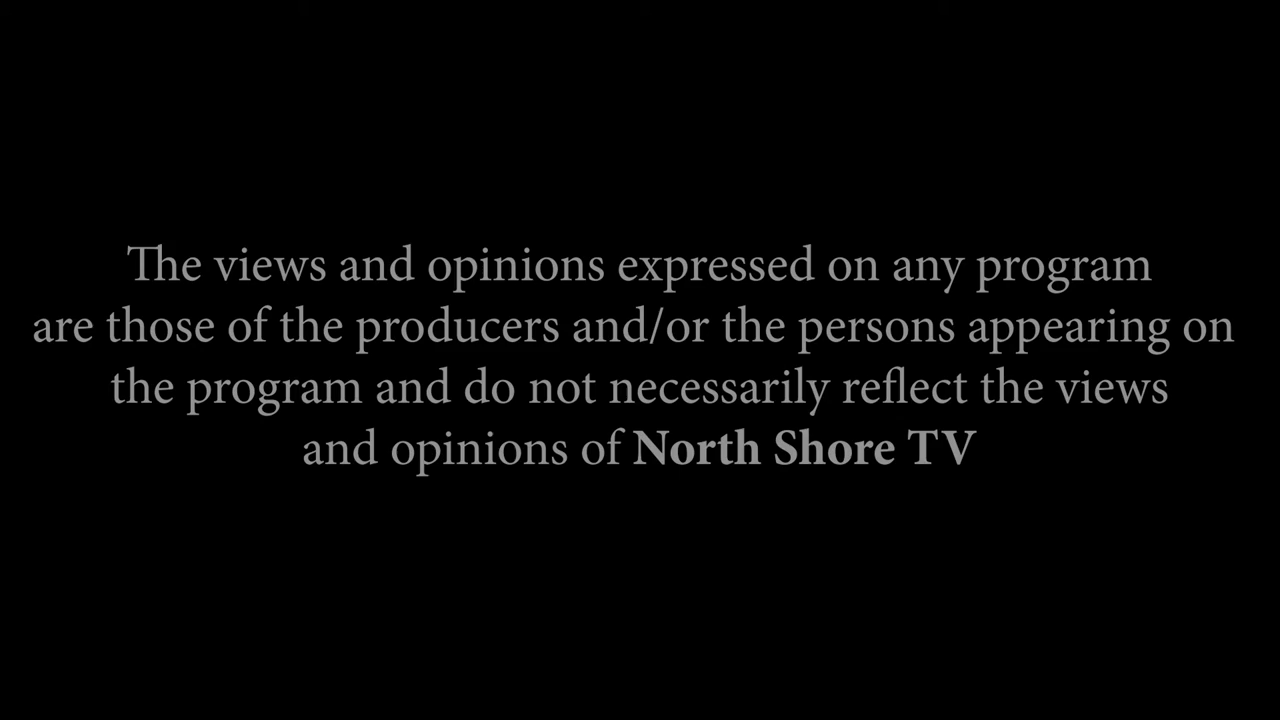 The views and opinions expressed on any program
are those of the producers and/or the persons appearing on
the program and do not necessarily reflect the views
and opinions of North Shore TV